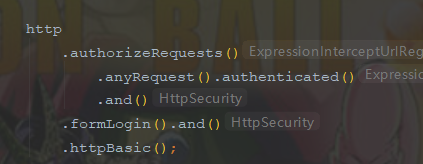 http
.authorizeRequests() ExpressionInterceptUrlReg
.anyRequest().authenticated() Expressio
.and() HttpSecurity
.formLogin().and() HttpSecurity
.httpBasic();